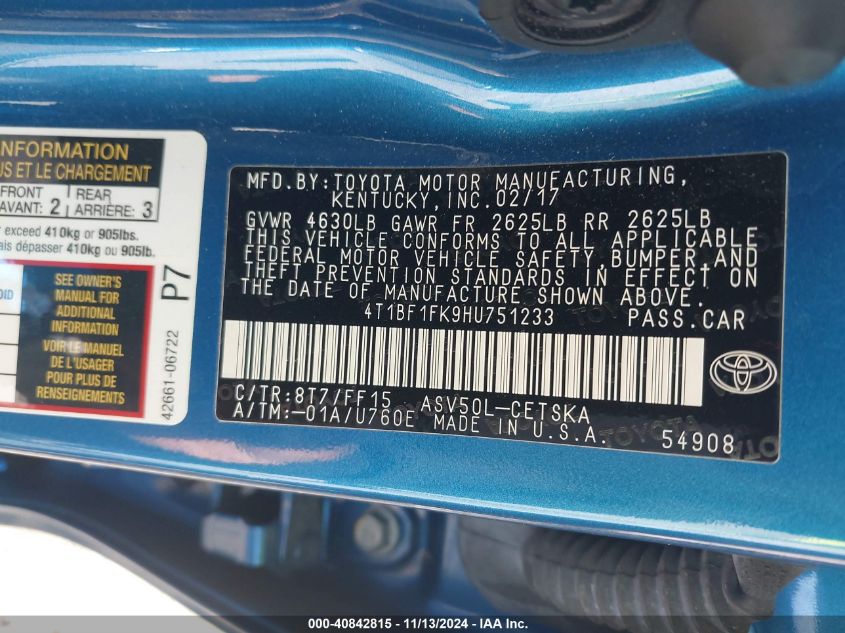 INFORMATION
US ET LE CHARGEMENT
FRONT
AVANT: 2
REAR
ARRIÈRE: 3
exceed 410kg or 905lbs.
ais dépasser 410kg ou 905lb.
SEE OWNER'S
MANUAL FOR
ADDITIONAL
INFORMATION
VOIR LE MANUEL
DE L'USAGER
POUR PLUS DE
RENSEIGNEMENTS
P7
42661-06722
MFD.BY:TOYOTA MOTOR MANUFACTURING,
KENTUCKY, INC. 02/17
GVWR 4630LB GAWR FR 2625LB RR 2625LB
THIS VEHICLE CONFORMS TO ALL APPLICABLE
FEDERAL MOTOR VEHICLE SAFETY, BUMPER, AND
THEFT PREVENTION STANDARDS IN EFFECT ON
THE DATE OF MANUFACTURE SHOWN ABOVE.
4T1BF1FK9HU751233 PASS.CAR
C/TR:8T7/FF15 ASV50L-CETSKA
A/TM:-01A/U760E MADE IN U.S.A.
54908
000-40842815 - 11/13/2024 - IAA Inc.